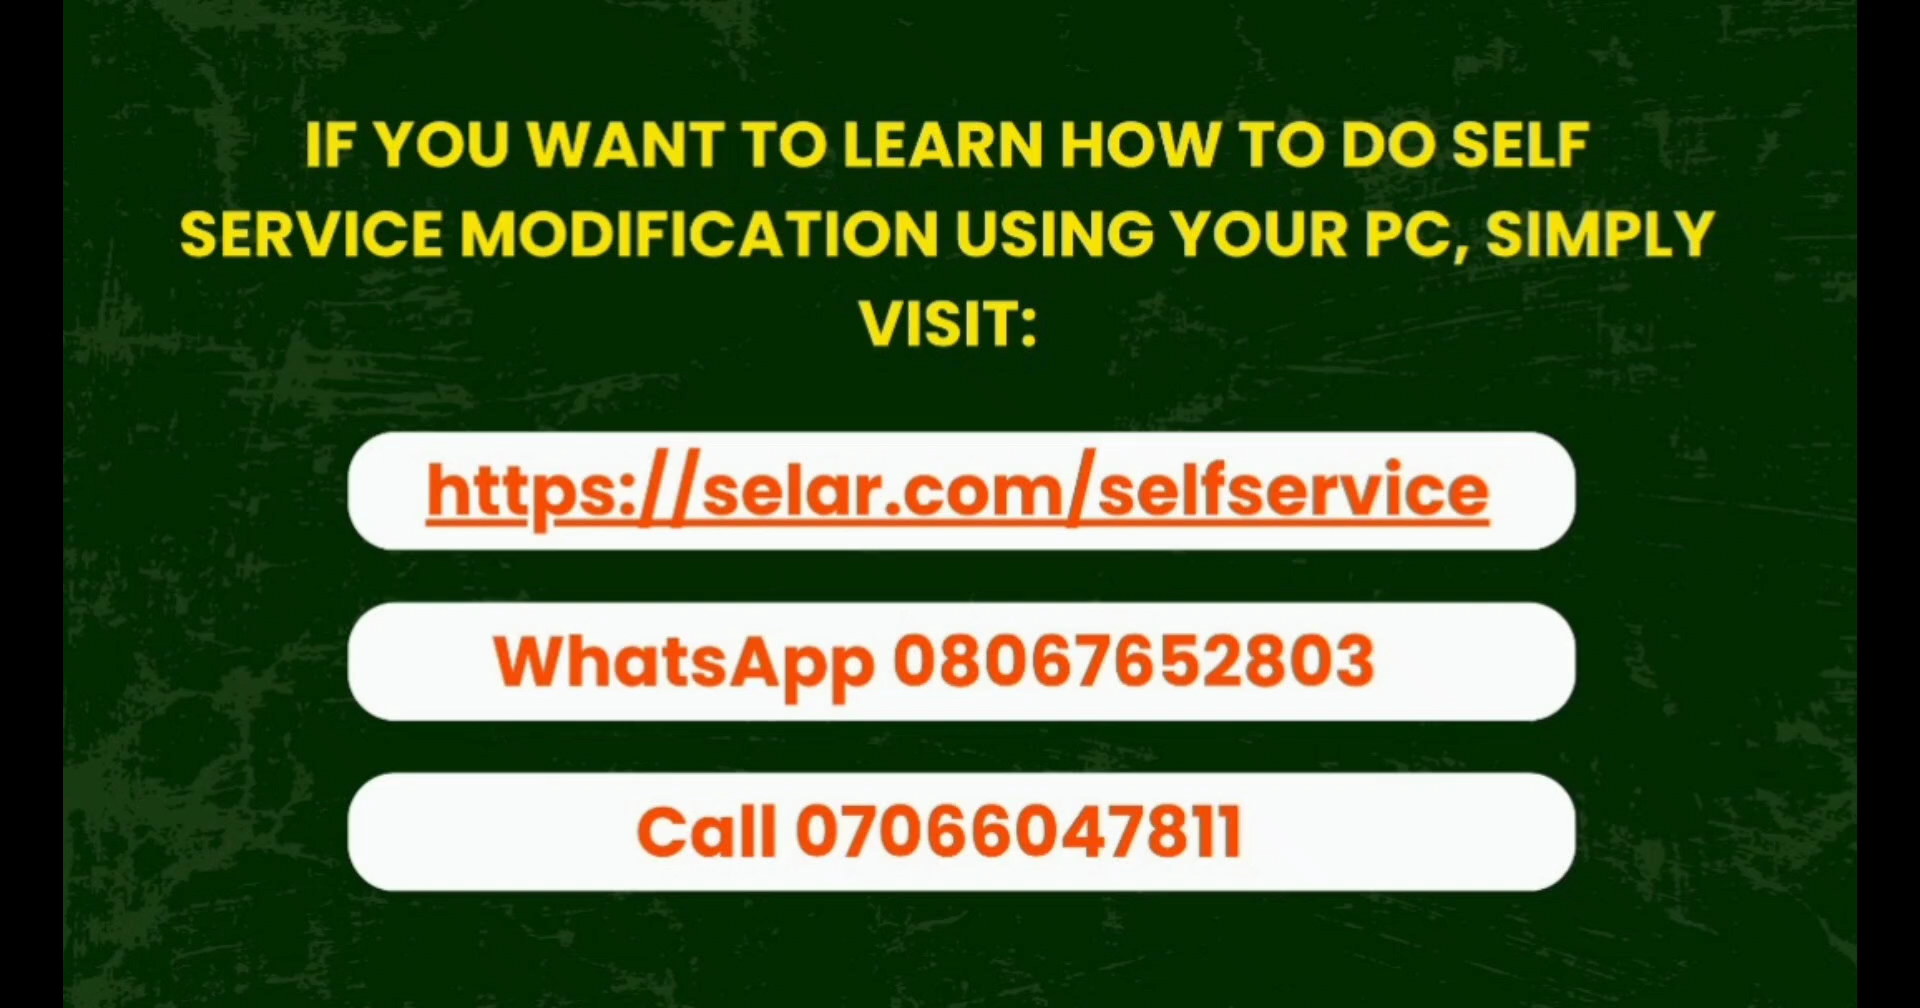 IF YOU WANT TO LEARN HOW TO DO SELF
SERVICE MODIFICATION USING YOUR PC, SIMPLY
VISIT:
https://selar.com/selfservice
WhatsApp 08067652803
Call 07066047811